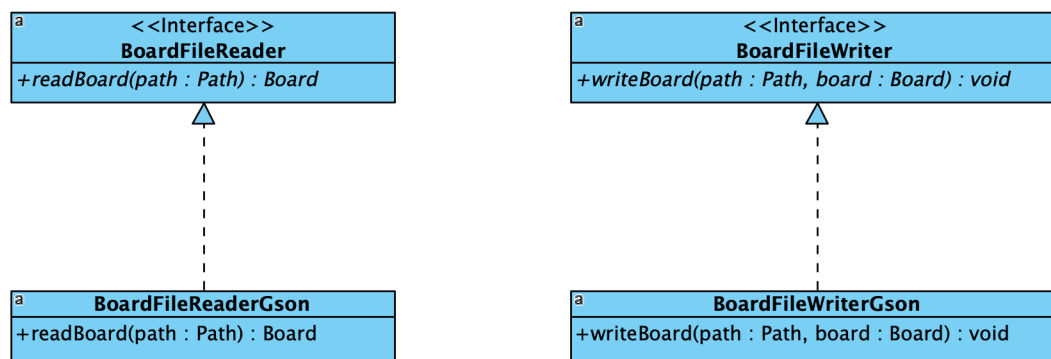 a
<<Interface>>
BoardFileReader
+readBoard(path : Path) : Board
a
<<Interface>>
BoardFileWriter
+writeBoard(path : Path, board : Board) : void
a
BoardFileReaderGson
+readBoard(path : Path) : Board
a
BoardFileWriterGson
+writeBoard(path : Path, board : Board) : void